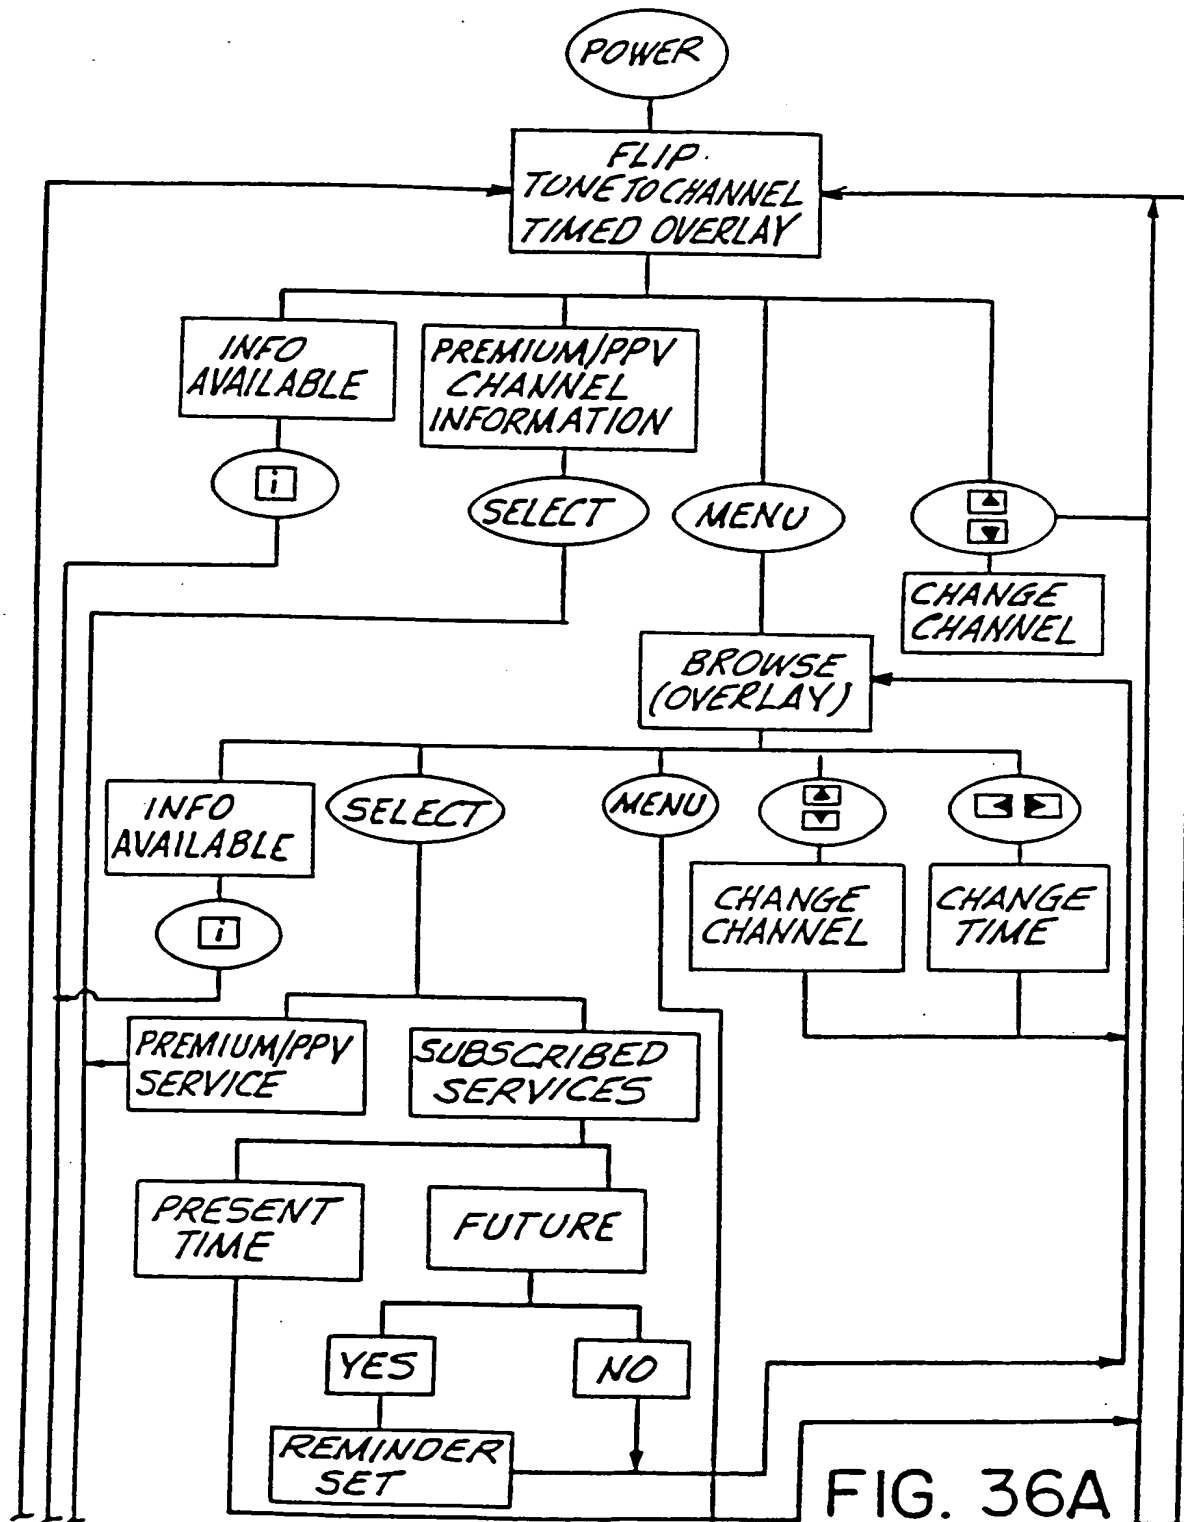 POWER
FLIP
TUNE TO CHANNEL
TIMED OVERLAY
INFO
AVAILABLE
PREMIUM/PPV
CHANNEL
INFORMATION
i
SELECT
MENU
CHANGE
CHANNEL
BROWSE
(OVERLAY)
INFO
AVAILABLE
SELECT
MENU
CHANGE
CHANNEL
CHANGE
TIME
i
PREMIUM/PPV
SERVICE
SUBSCRIBED
SERVICES
PRESENT
TIME
FUTURE
YES
NO
REMINDER
SET
FIG. 36A